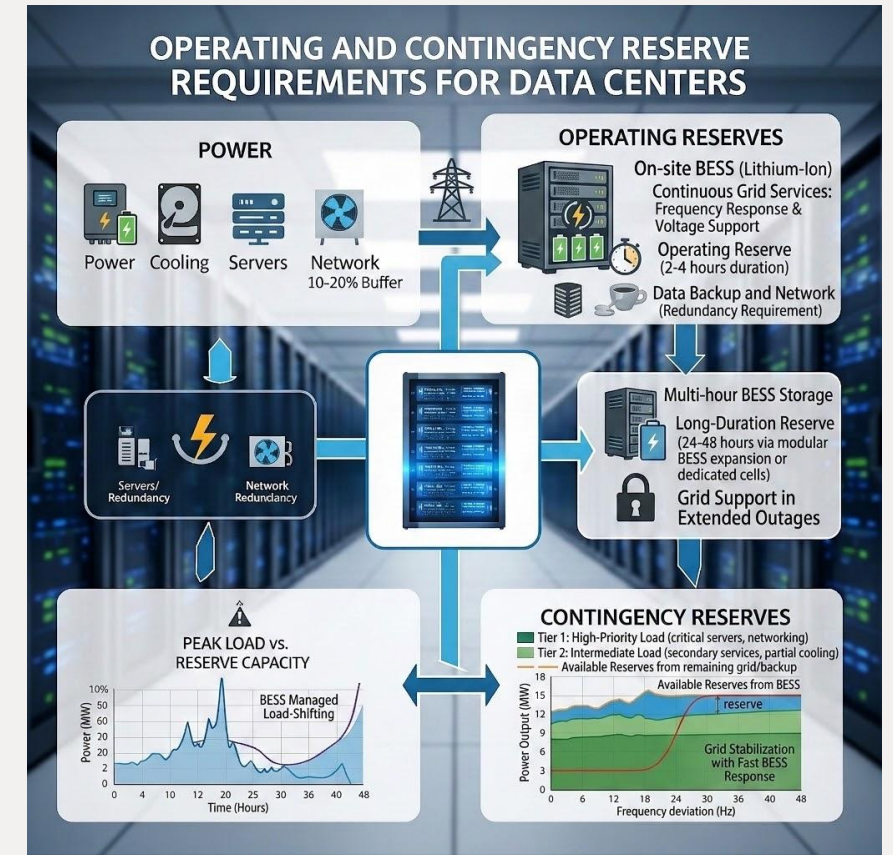 OPERATING AND CONTINGENCY RESERVE
REQUIREMENTS FOR DATA CENTERS
POWER
Power
Cooling
Servers
Network
10-20% Buffer
OPERATING RESERVES
On-site BESS (Lithium-Ion)
Continuous Grid Services:
Frequency Response &
Voltage Support
Operating Reserve
(2-4 hours duration)
Data Backup and Network
(Redundancy Requirement)
Servers/
Redundancy
Network
Redundancy
Multi-hour BESS Storage
Long-Duration Reserve
(24-48 hours via modular
BESS expansion or
dedicated cells)
Grid Support in
Extended Outages
PEAK LOAD vs.
RESERVE CAPACITY
BESS Managed
Load-Shifting
Power (MW)
10%
50
60
20
20
2
0
0 4 10 12 10 20 24 30 32 36 48
Time (Hours)
CONTINGENCY RESERVES
Tier 1: High-Priority Load (critical servers, networking)
Tier 2: Intermediate Load (secondary services, partial cooling)
Available Reserves from remaining grid/backup
Available Reserves from BESS
reserve
Grid Stabilization
with Fast BESS
Response
Power Output (MW)
18
15
12
9
6
3
0
0 6 12 18 24 30 36 40 48
Frequency deviation (Hz)